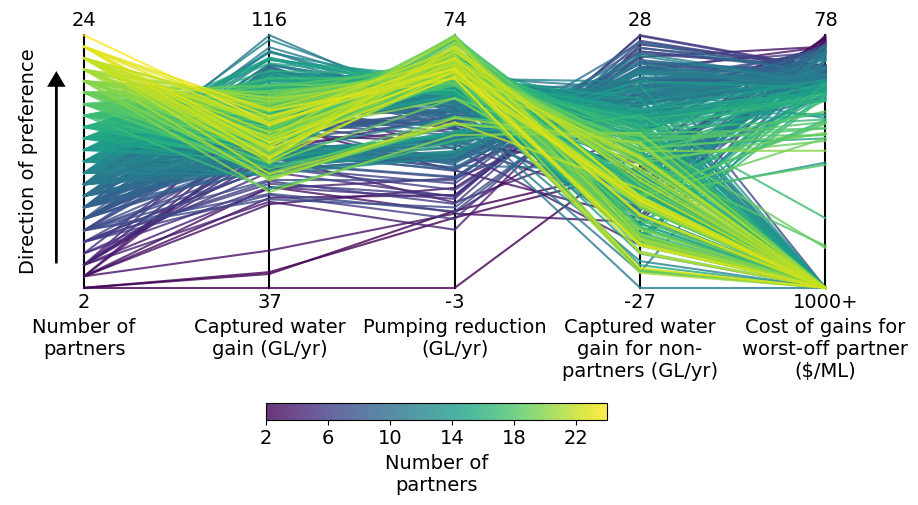 24 116 74 28 78
Direction of preference
2 37 -3 -27 1000+
Number of
partners
Captured water
gain (GL/yr)
Pumping reduction
(GL/yr)
Captured water
gain for non-
partners (GL/yr)
Cost of gains for
worst-off partner
($/ML)
2 6 10 14 18 22
Number of
partners